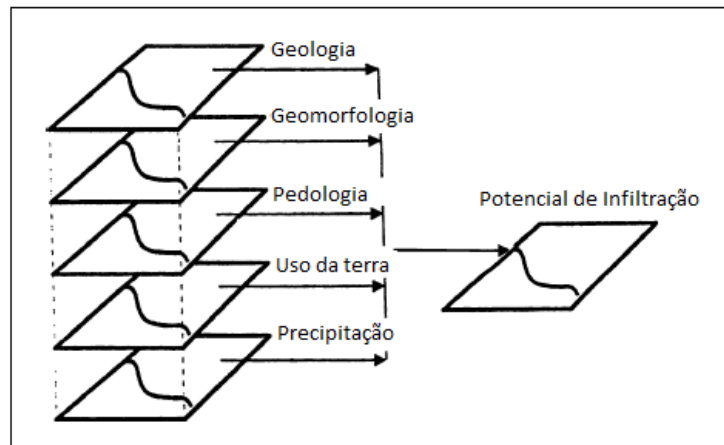 Geologia
Geomorfologia
Pedologia
Potencial de Infiltração
Uso da terra
Precipitação